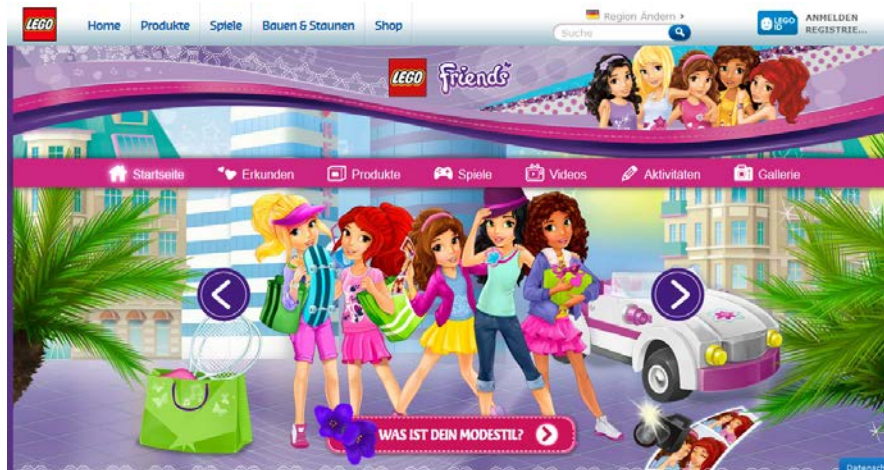 LEGO
Home Produkte Spiele Bauen & Staunen Shop
Region Ändern >
Suche
LEGO ID
ANMELDEN
REGISTRIE...
LEGO Friends
Startseite Erkunden Produkte Spiele Videos Aktivitäten Gallerie
WAS IST DEIN MODESTIL?
Datensch